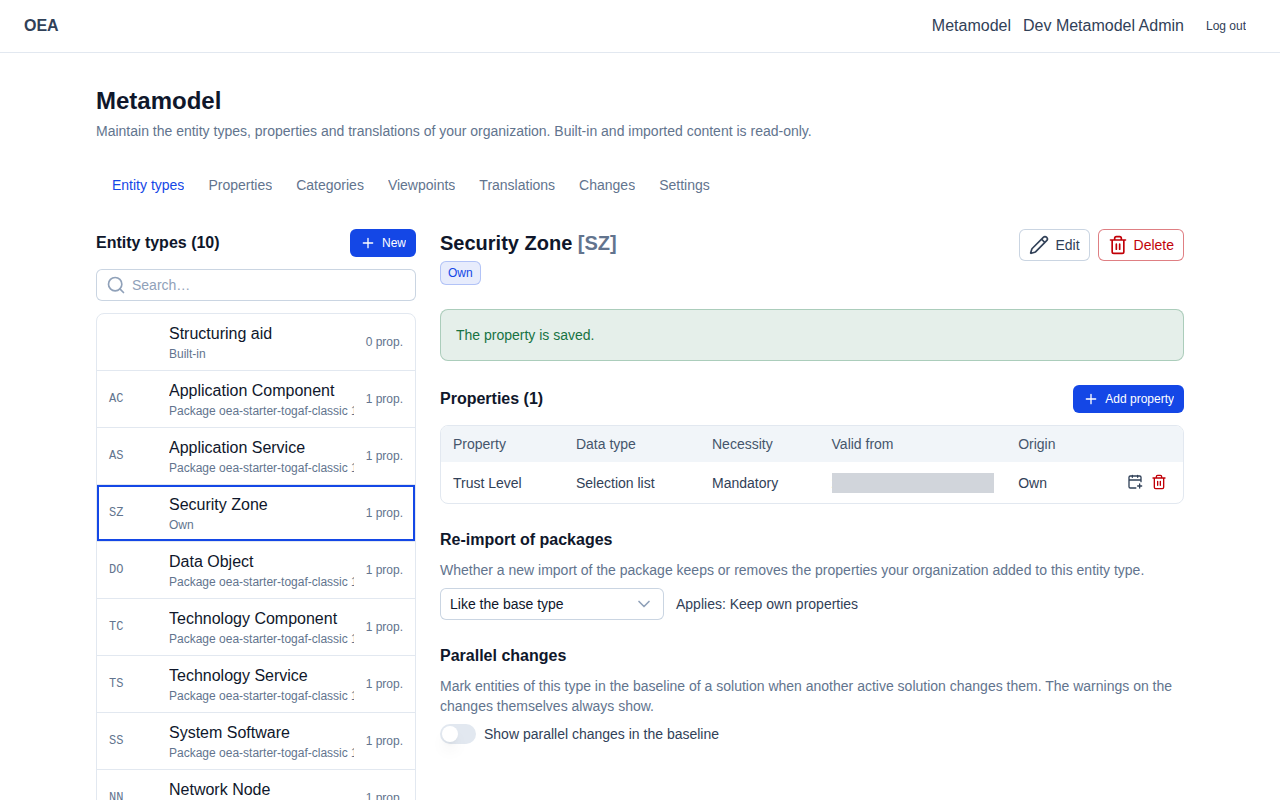 OEA
Metamodel Dev Metamodel Admin Log out
Metamodel
Maintain the entity types, properties and translations of your organization. Built-in and imported content is read-only.
Entity types Properties Categories Viewpoints Translations Changes Settings
Entity types (10)
New
Search…
Structuring aid
Built-in
0 prop.
AC
Application Component
Package oea-starter-togaf-classic
1 prop.
AS
Application Service
Package oea-starter-togaf-classic
1 prop.
SZ
Security Zone
Own
1 prop.
DO
Data Object
Package oea-starter-togaf-classic
1 prop.
TC
Technology Component
Package oea-starter-togaf-classic
1 prop.
TS
Technology Service
Package oea-starter-togaf-classic
1 prop.
SS
System Software
Package oea-starter-togaf-classic
1 prop.
NN
Network Node
1 prop.
Security Zone [SZ]
Own
Edit
Delete
The property is saved.
Properties (1)
Add property
Property Data type Necessity Valid from Origin
Trust Level Selection list Mandatory Own
Re-import of packages
Whether a new import of the package keeps or removes the properties your organization added to this entity type.
Like the base type
Applies: Keep own properties
Parallel changes
Mark entities of this type in the baseline of a solution when another active solution changes them. The warnings on the
changes themselves always show.
Show parallel changes in the baseline